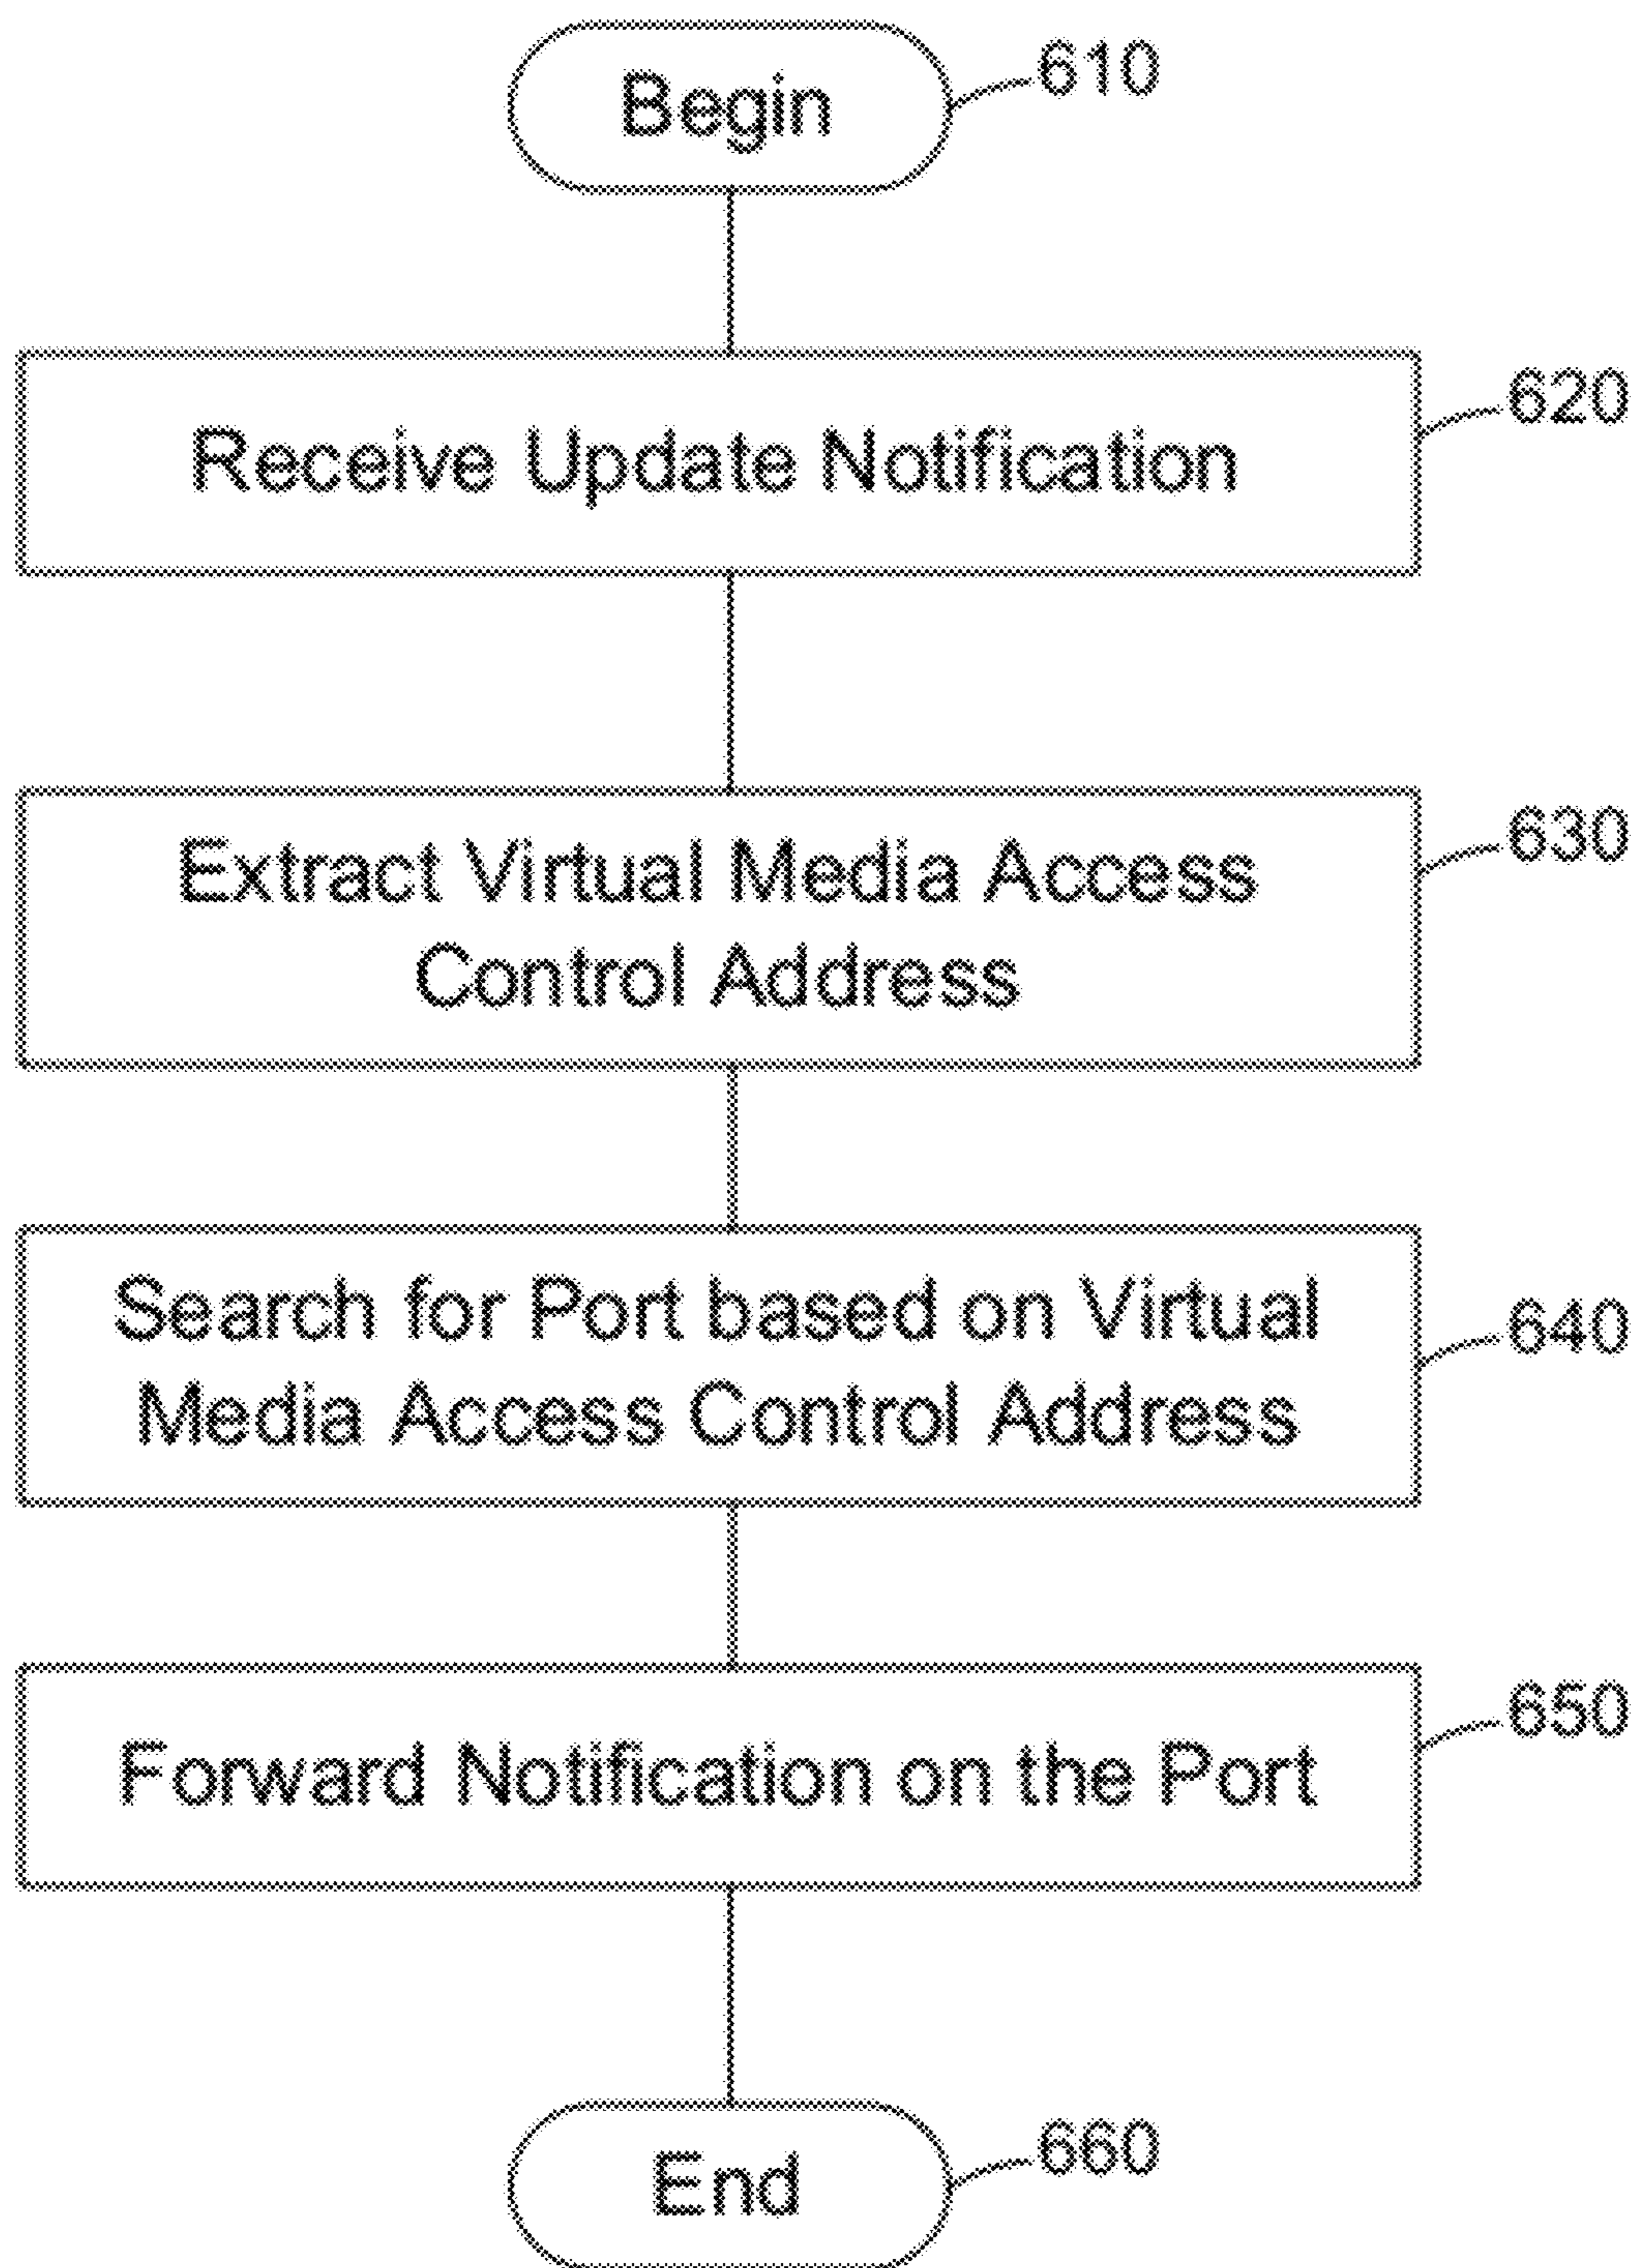 Begin
610
Receive Update Notification
620
Extract Virtual Media Access
Control Address
630
Search for Port based on Virtual
Media Access Control Address
640
Forward Notification on the Port
650
End
660